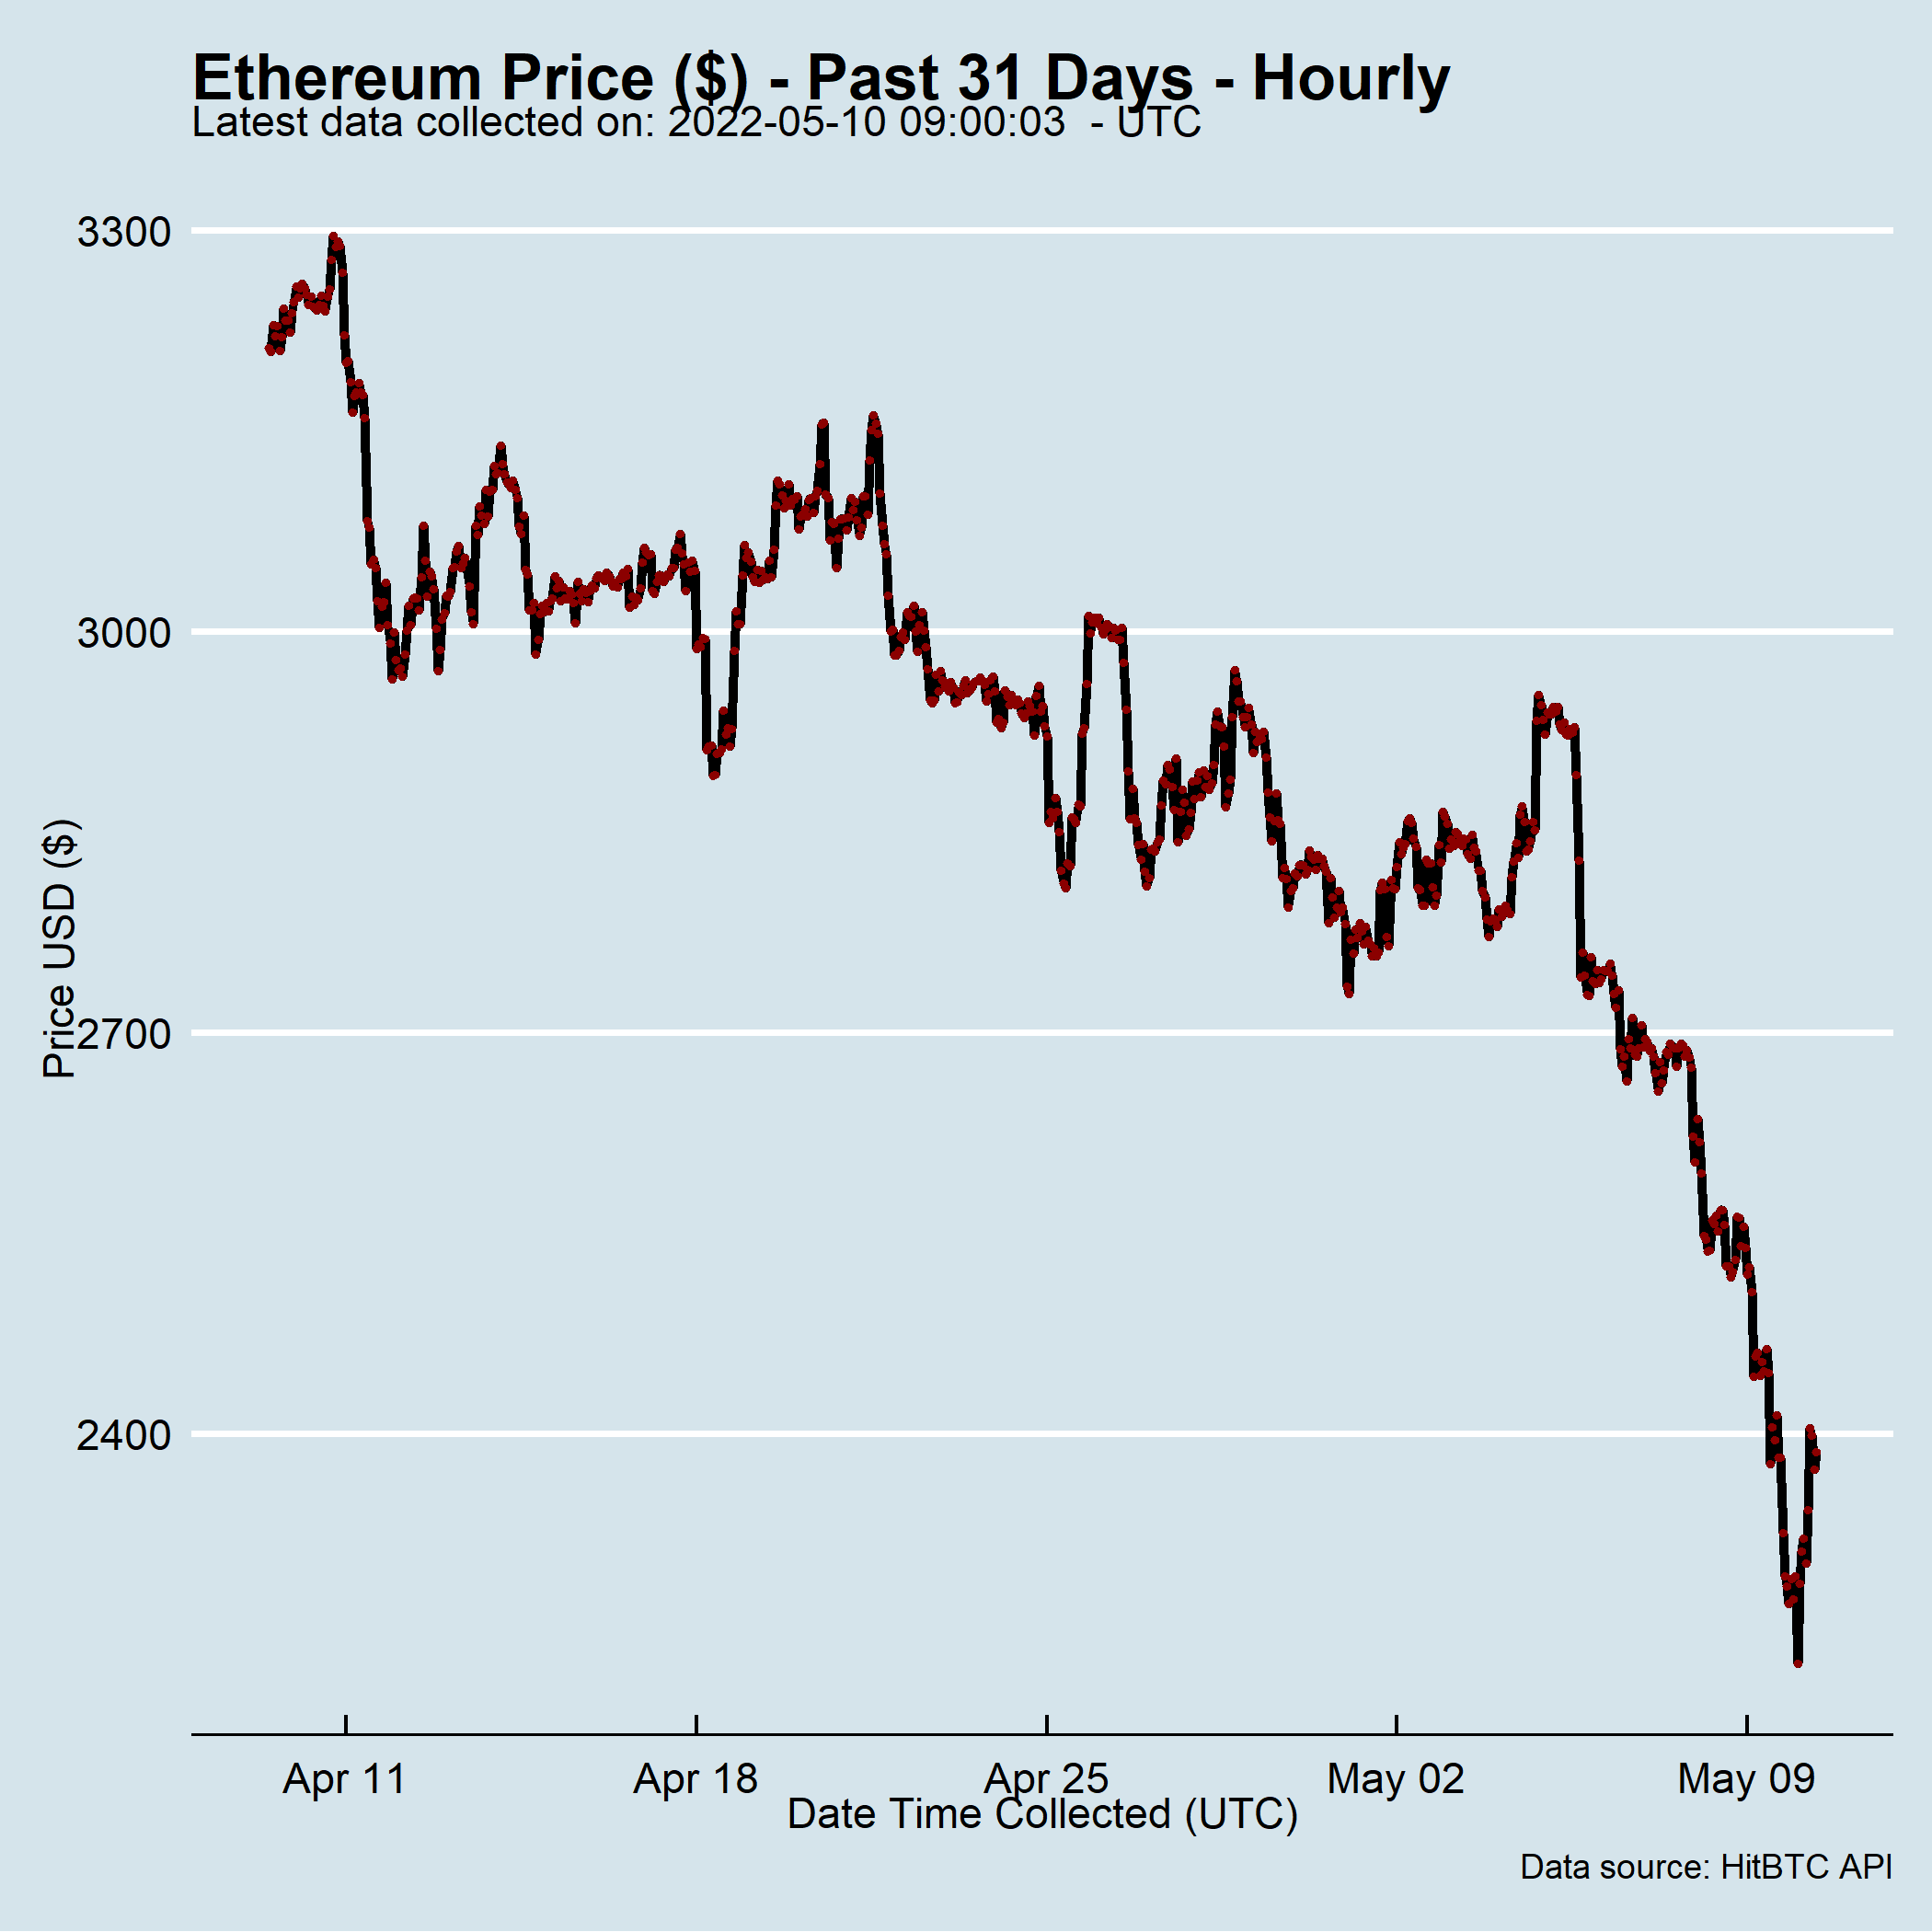 Ethereum Price ($) - Past 31 Days - Hourly
Latest data collected on: 2022-05-10 09:00:03  - UTC
3300
3000
2700
2400
Price USD ($)
Apr 11
Apr 18
Apr 25
May 02
May 09
Date Time Collected (UTC)
Data source: HitBTC API